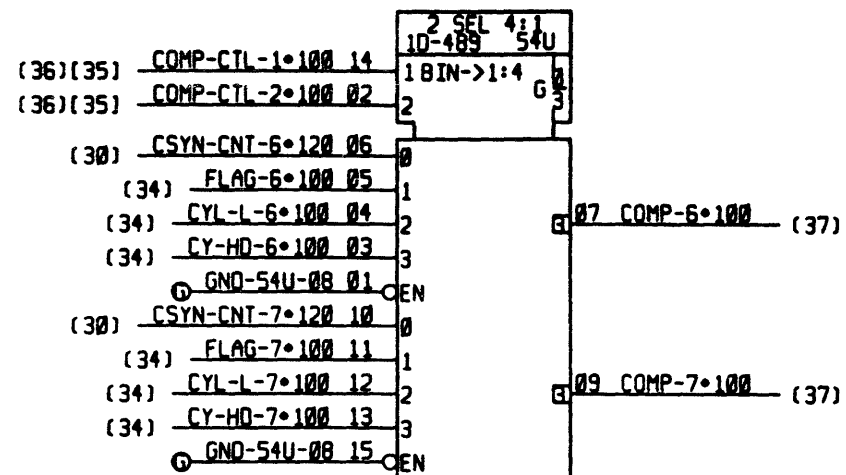 2 SEL 4:1
1D-489 54U
(36)[35] COMP-CTL-1•100 14 1 BIN->1:4 G 0/3
(36)[35] COMP-CTL-2•100 02 2
(30) CSYN-CNT-6•120 06 0
(34) FLAG-6•100 05 1
(34) CYL-L-6•100 04 2 07 COMP-6•100 (37)
(34) CY-HD-6•100 03 3
G GND-54U-08 01 EN
(30) CSYN-CNT-7•120 10 0
(34) FLAG-7•100 11 1
(34) CYL-L-7•100 12 2 09 COMP-7•100 (37)
(34) CY-HD-7•100 13 3
G GND-54U-08 15 EN